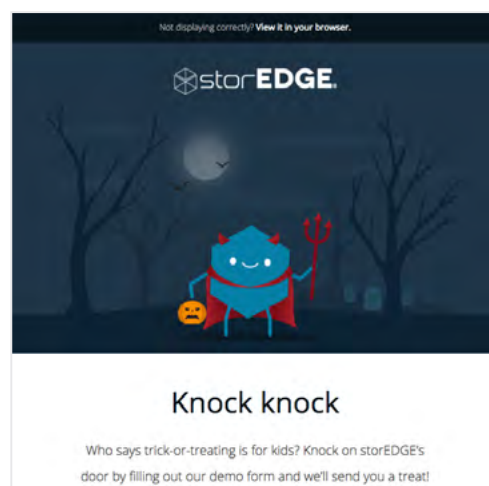 Not displaying correctly? View it in your browser.
storEDGE®
Knock knock
Who says trick-or-treating is for kids? Knock on storEDGE's
door by filling out our demo form and we'll send you a treat!